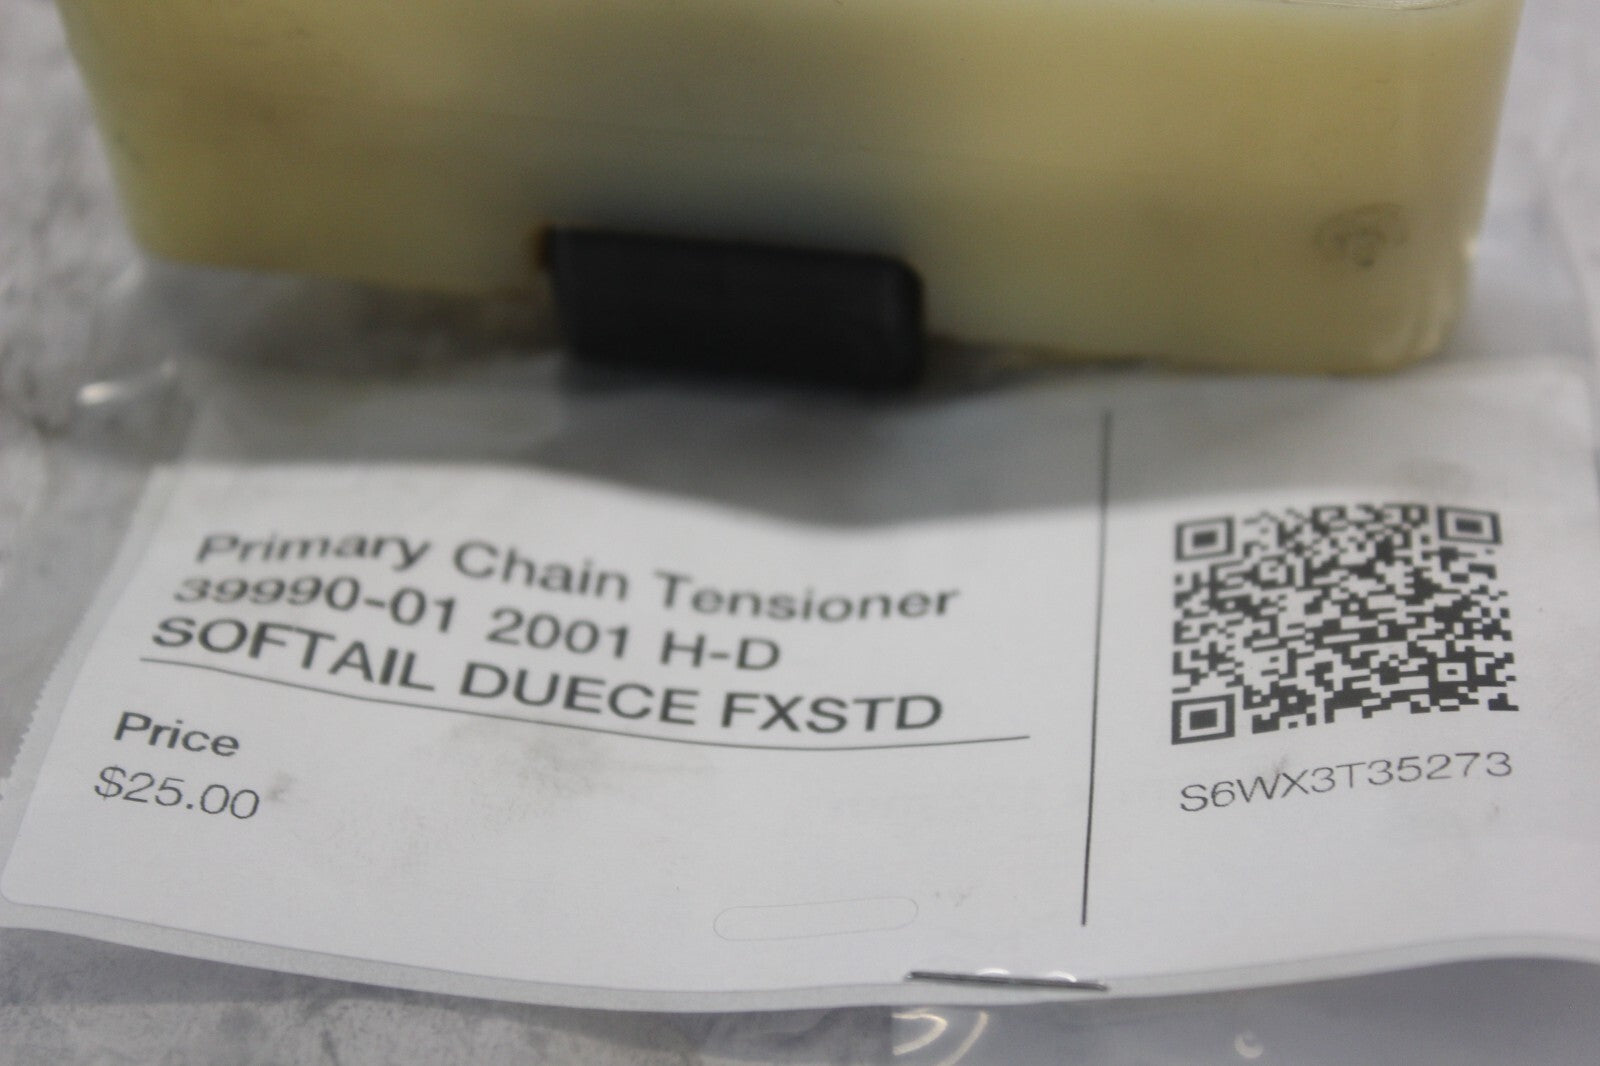 Primary Chain Tensioner
39990-01 2001 H-D
SOFTAIL DUECE FXSTD
Price
$25.00
S6WX3T35273